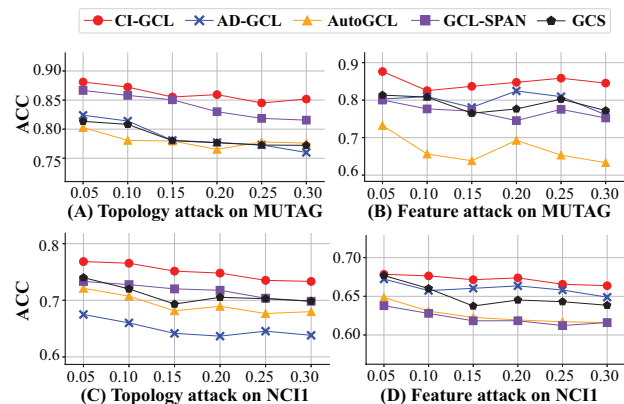 CI-GCL AD-GCL AutoGCL GCL-SPAN GCS
ACC
0.90
0.85
0.80
0.75
0.05 0.10 0.15 0.20 0.25 0.30
(A) Topology attack on MUTAG
0.9
0.8
0.7
0.6
0.05 0.10 0.15 0.20 0.25 0.30
(B) Feature attack on MUTAG
ACC
0.8
0.7
0.6
0.05 0.10 0.15 0.20 0.25 0.30
(C) Topology attack on NCI1
0.70
0.65
0.60
0.05 0.10 0.15 0.20 0.25 0.30
(D) Feature attack on NCI1